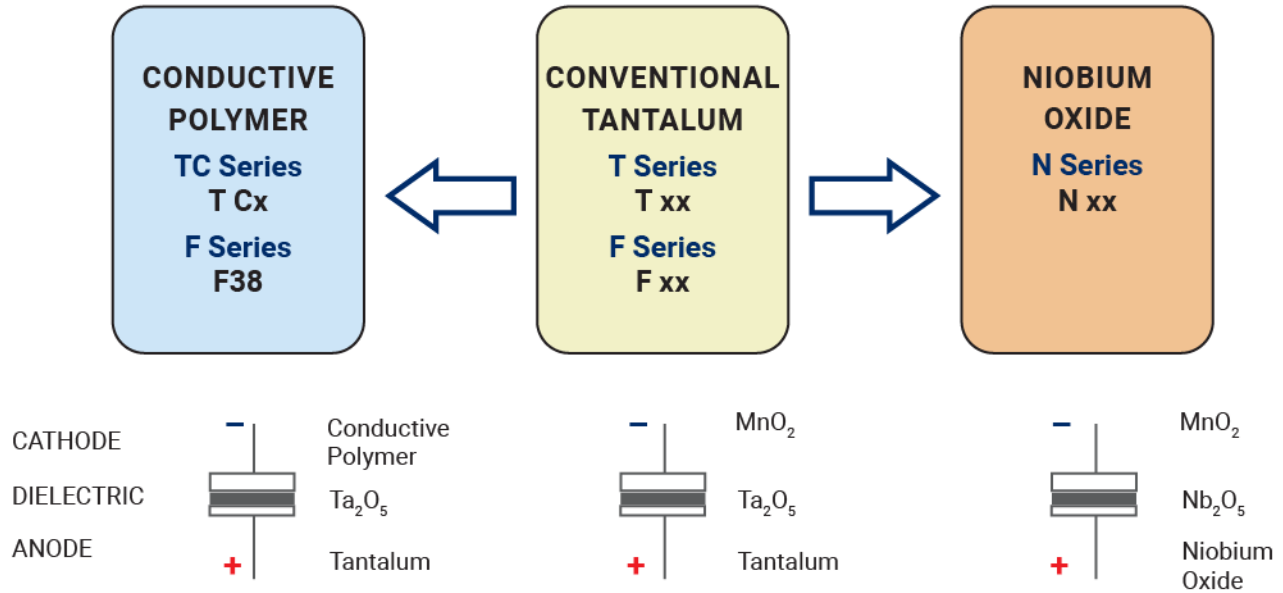 CONDUCTIVE
POLYMER
TC Series
T Cx
F Series
F38
CONVENTIONAL
TANTALUM
T Series
T xx
F Series
F xx
NIOBIUM
OXIDE
N Series
N xx
CATHODE
DIELECTRIC
ANODE
−
Conductive
Polymer
Ta₂O₅
+
Tantalum
−
MnO₂
Ta₂O₅
+
Tantalum
−
MnO₂
Nb₂O₅
+
Niobium
Oxide